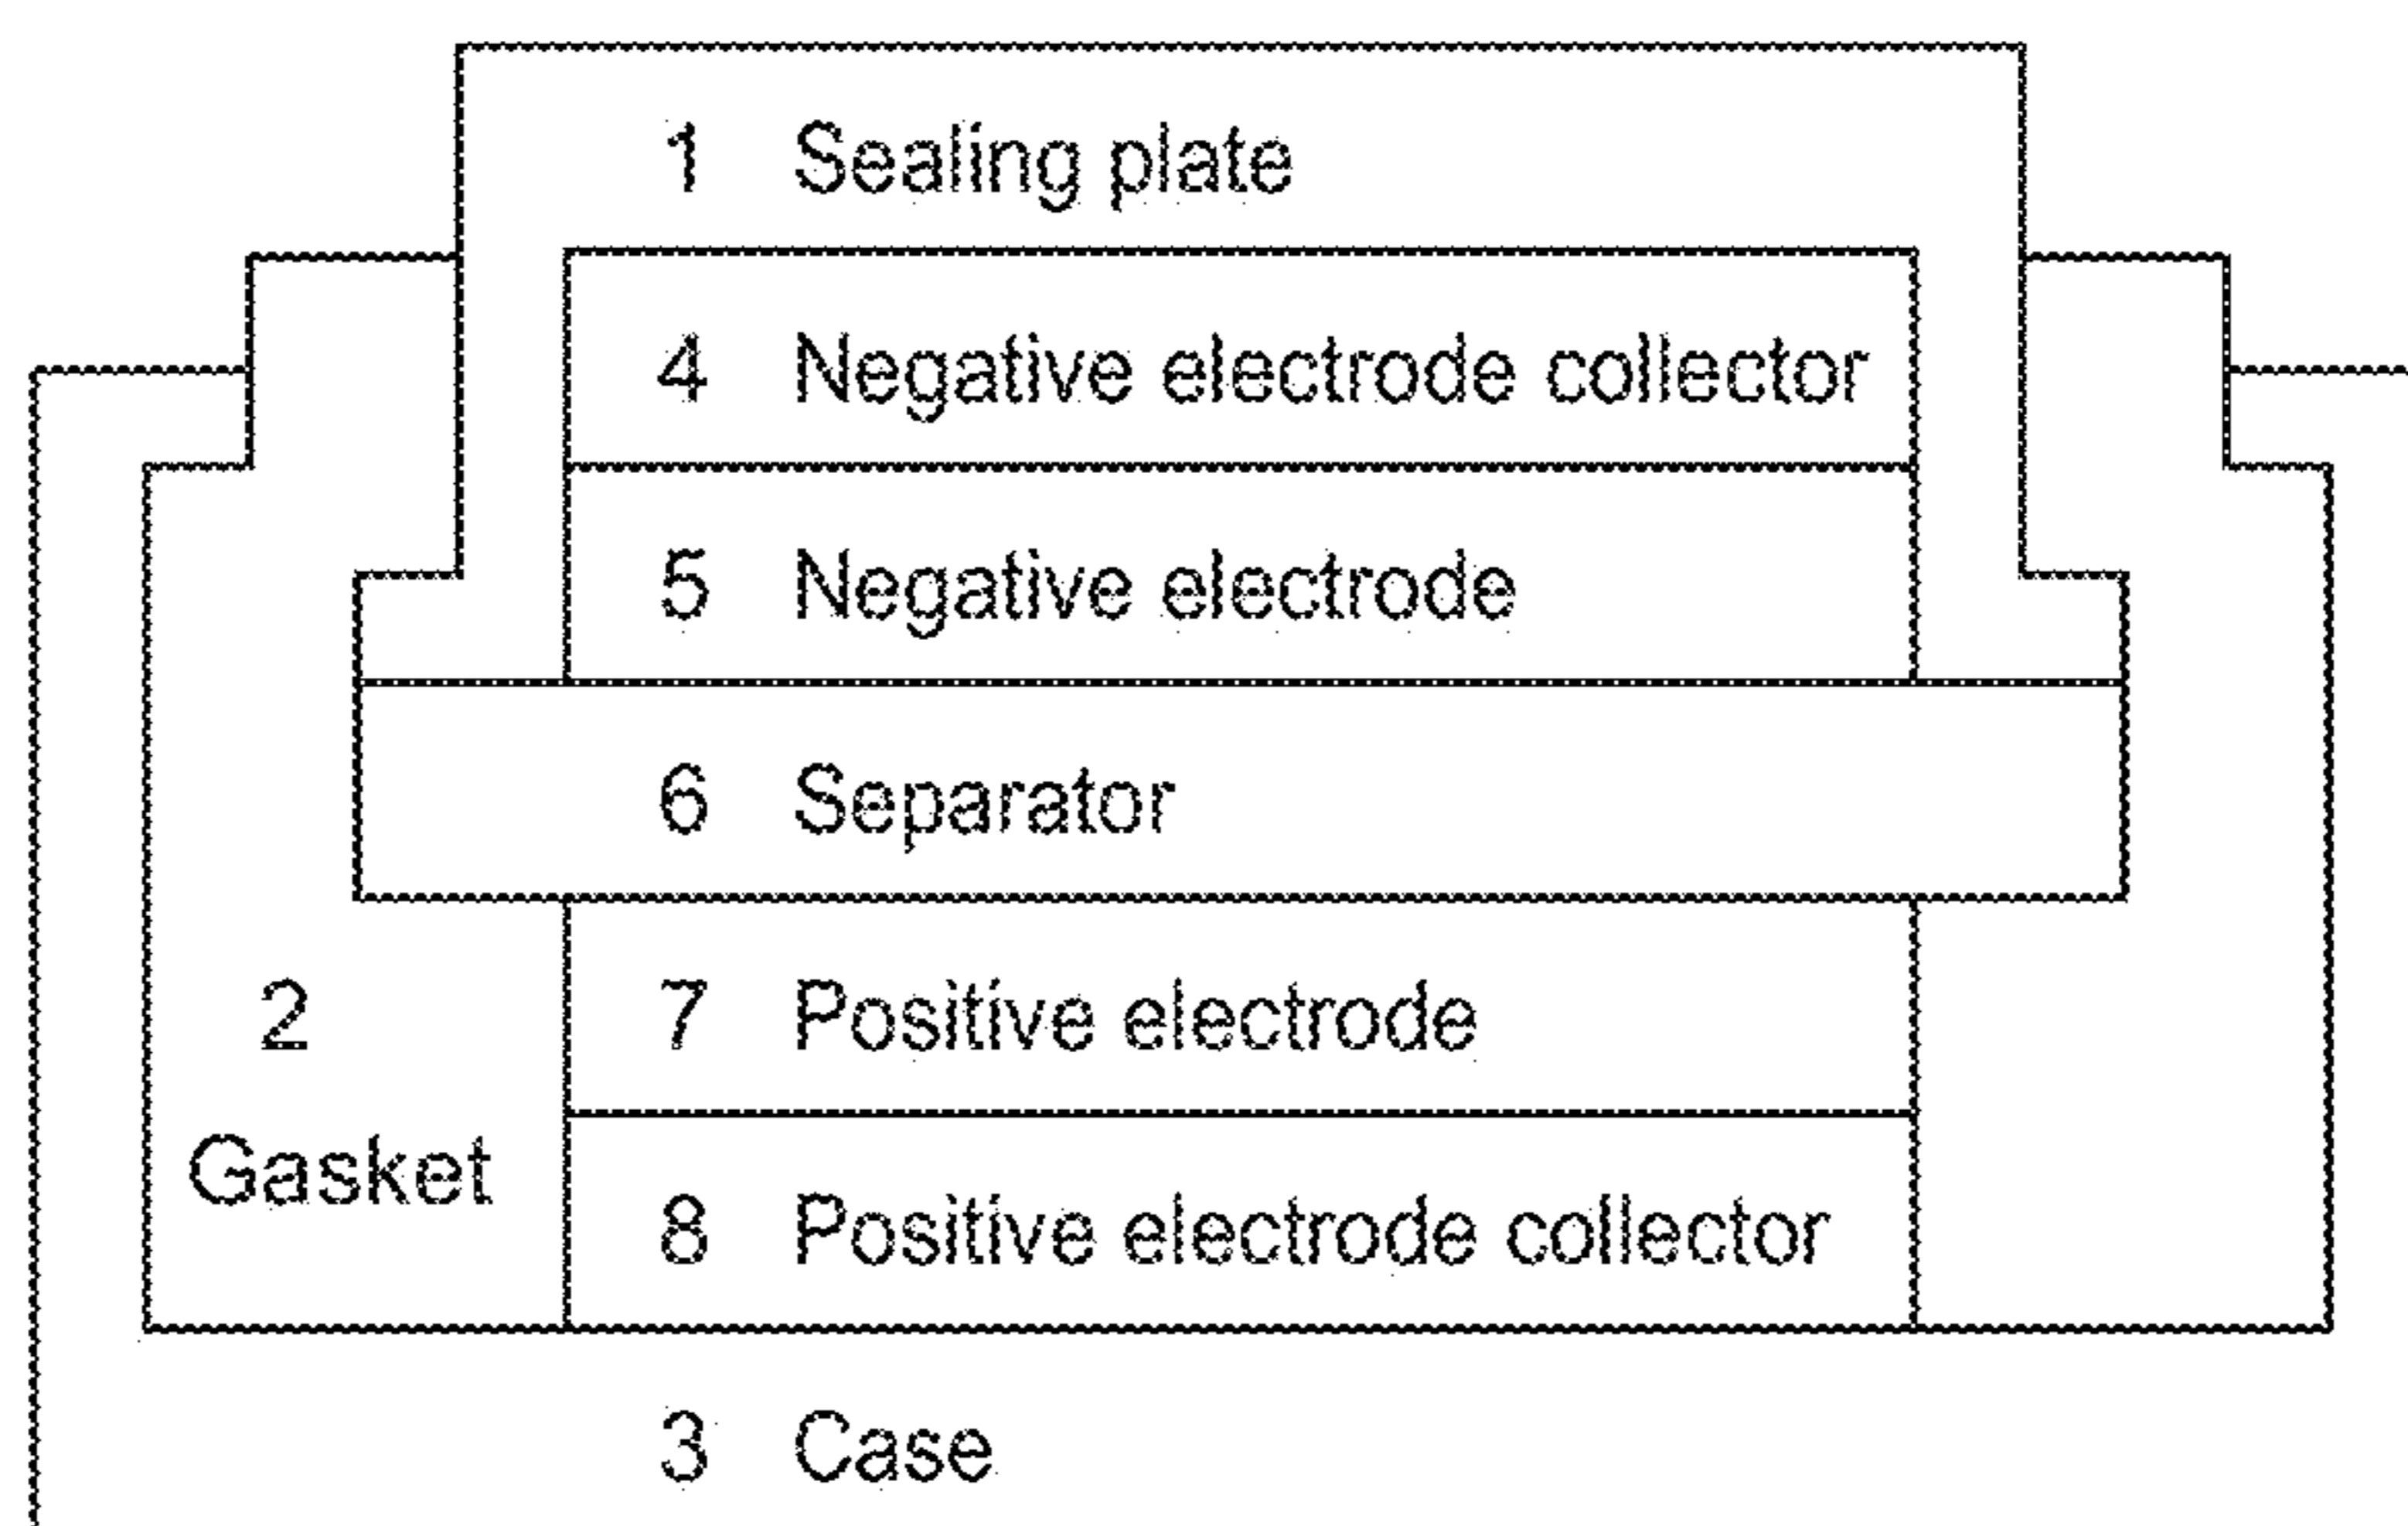 1 Sealing plate
4 Negative electrode collector
5 Negative electrode
6 Separator
7 Positive electrode
2
Gasket
8 Positive electrode collector
3 Case